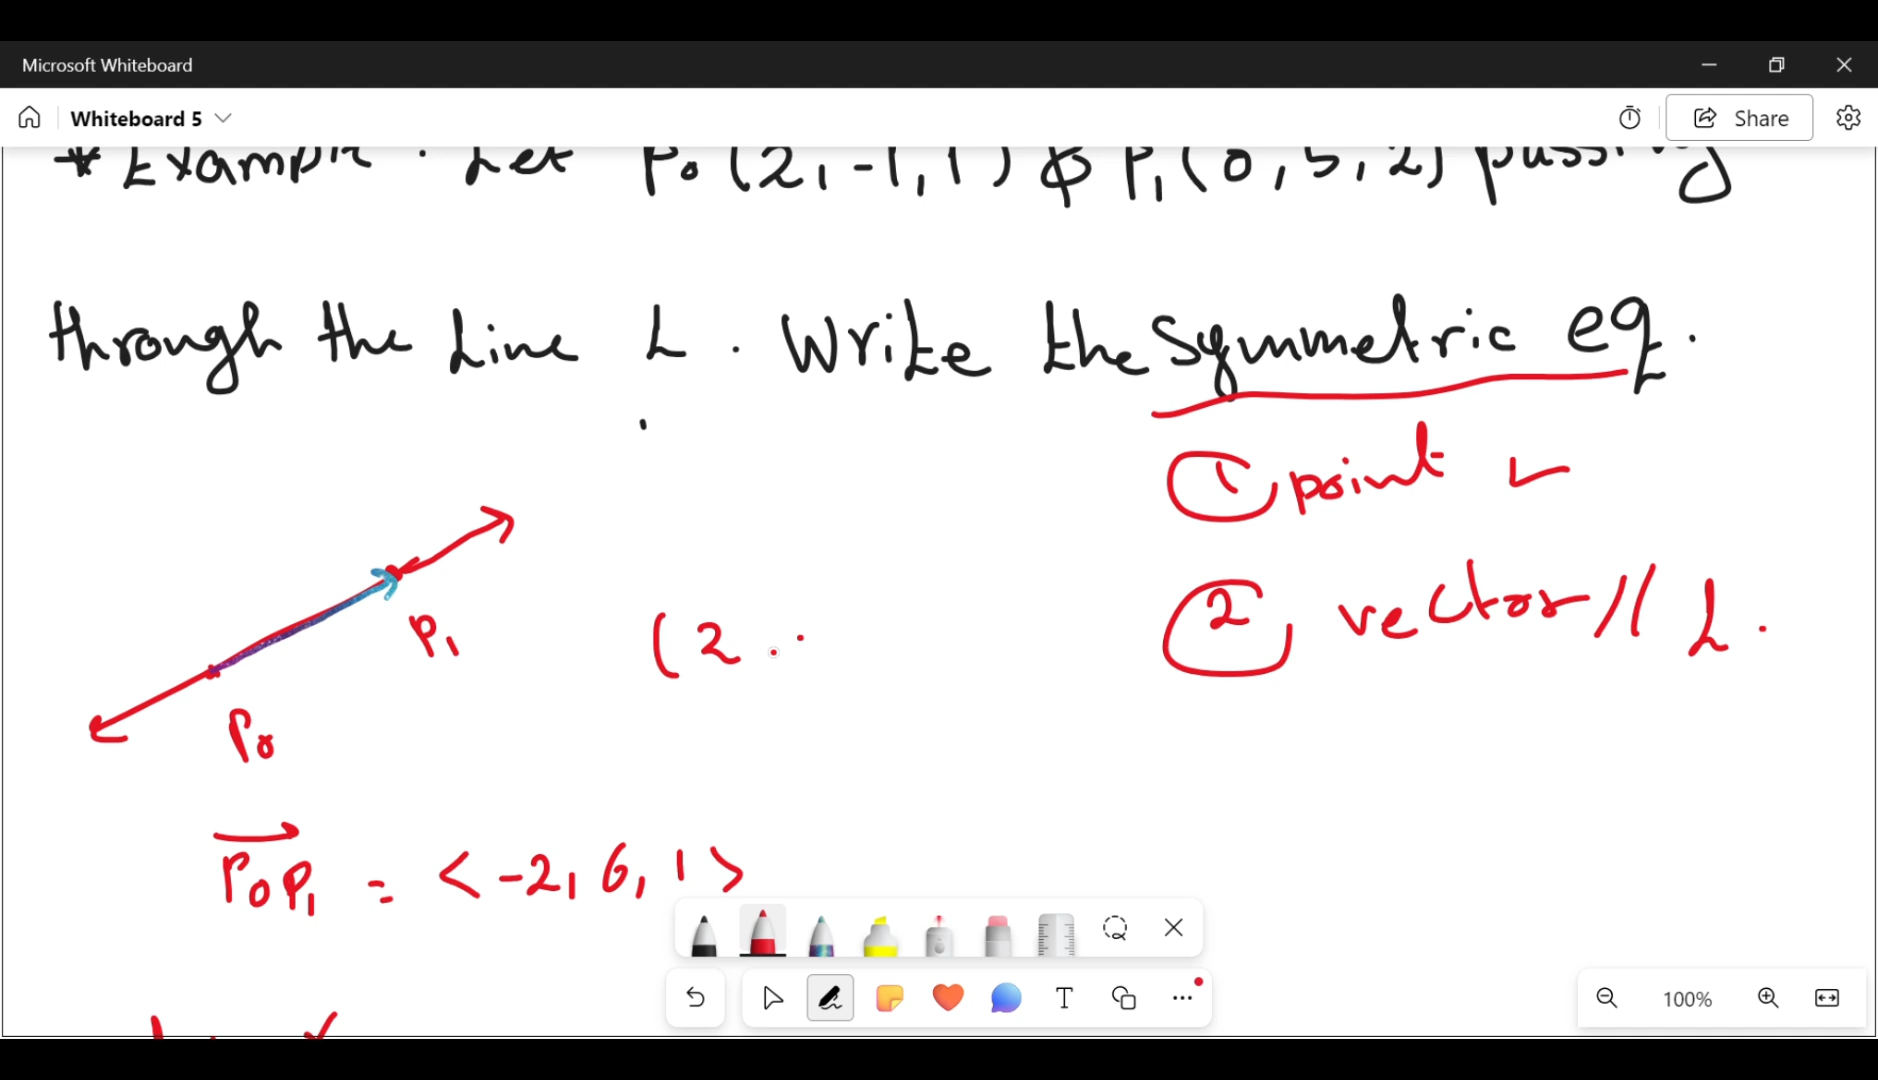 Microsoft Whiteboard
Whiteboard 5
Share
* Example . Let P₀ (2, -1, 1) & P₁ (0, 5, 2) passing
through the Line L . Write the symmetric eq.
① point ✓
② vector // L .
P₁
(2 .
P₀
P₀P₁ = < -2, 6, 1 >
T
100%